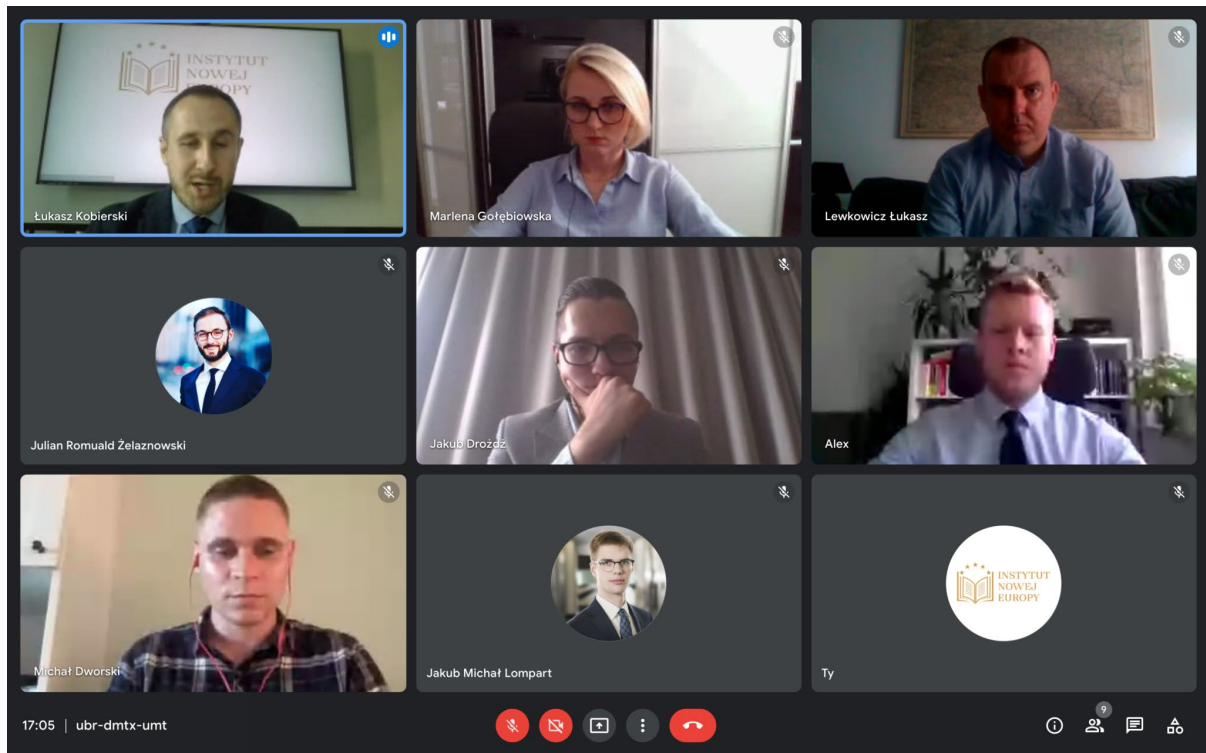 INSTYTUT
NOWEJ
EUROPY
Łukasz Kobierski
Marlena Gołębiowska
Lewkowicz Łukasz
Julian Romuald Żelaznowski
Jakub Drożdż
Alex
Michał Dworski
Jakub Michał Lompart
INSTYTUT
NOWEJ
EUROPY
Ty
17:05 | ubr-dmtx-umt
9